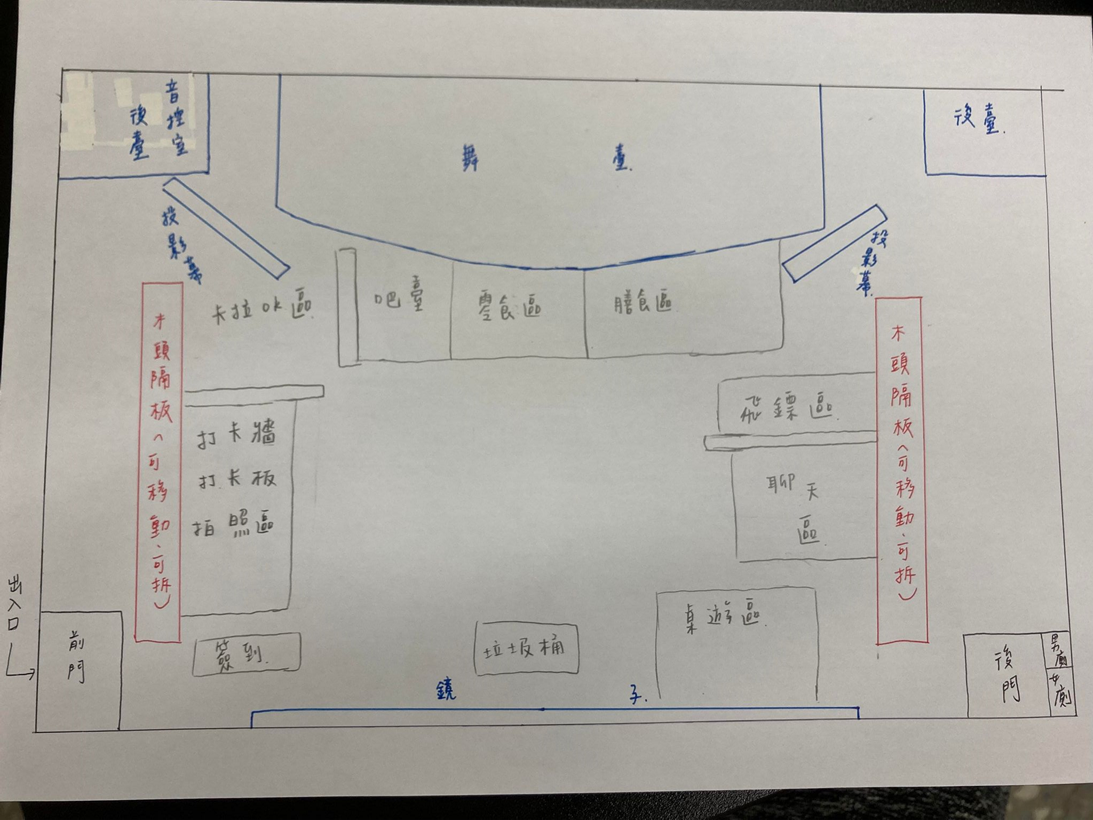 音控室
後臺
舞臺.
後臺.
投影幕
投影幕
卡拉OK區
吧臺
零食區
膳食區
木頭隔板(可移動、可拆)
木頭隔板(可移動、可拆)
打卡牆
打卡板
拍照區
飛鏢區
聊天
區
桌遊區
出入口
前門
簽到.
垃圾桶
鏡子.
後門
男廁
女廁